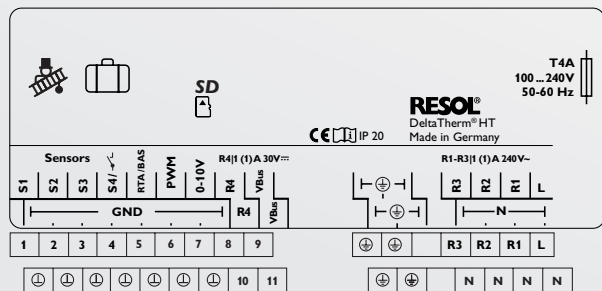 T4A
100 ... 240V
50-60 Hz
SD
RESOL®
DeltaTherm® HT
Made in Germany
CE i IP 20
Sensors
R4|1 (1) A 30V⎓
R1-R3|1 (1) A 240V~
S1 S2 S3 S4/ RTA/BAS PWM 0-10V R4 VBus VBus R3 R2 R1 L
GND R4 N
1 2 3 4 5 6 7 8 9 R3 R2 R1 L
10 11 N N N N